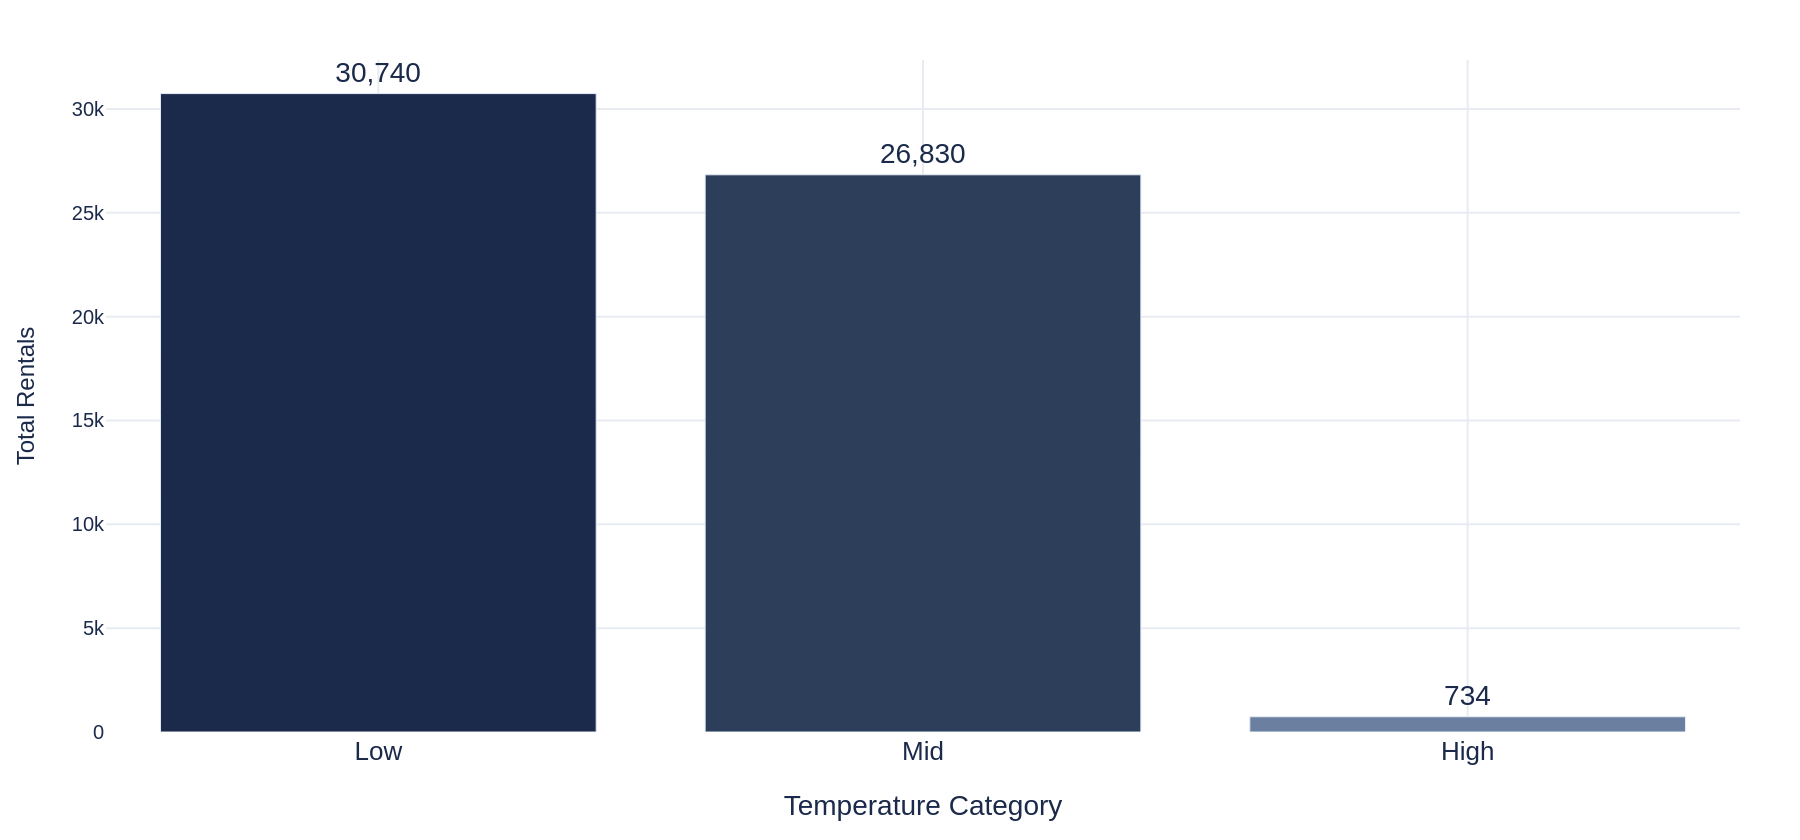 30,740
26,830
734
30k
25k
20k
15k
10k
5k
0
Total Rentals
Low
Mid
High
Temperature Category